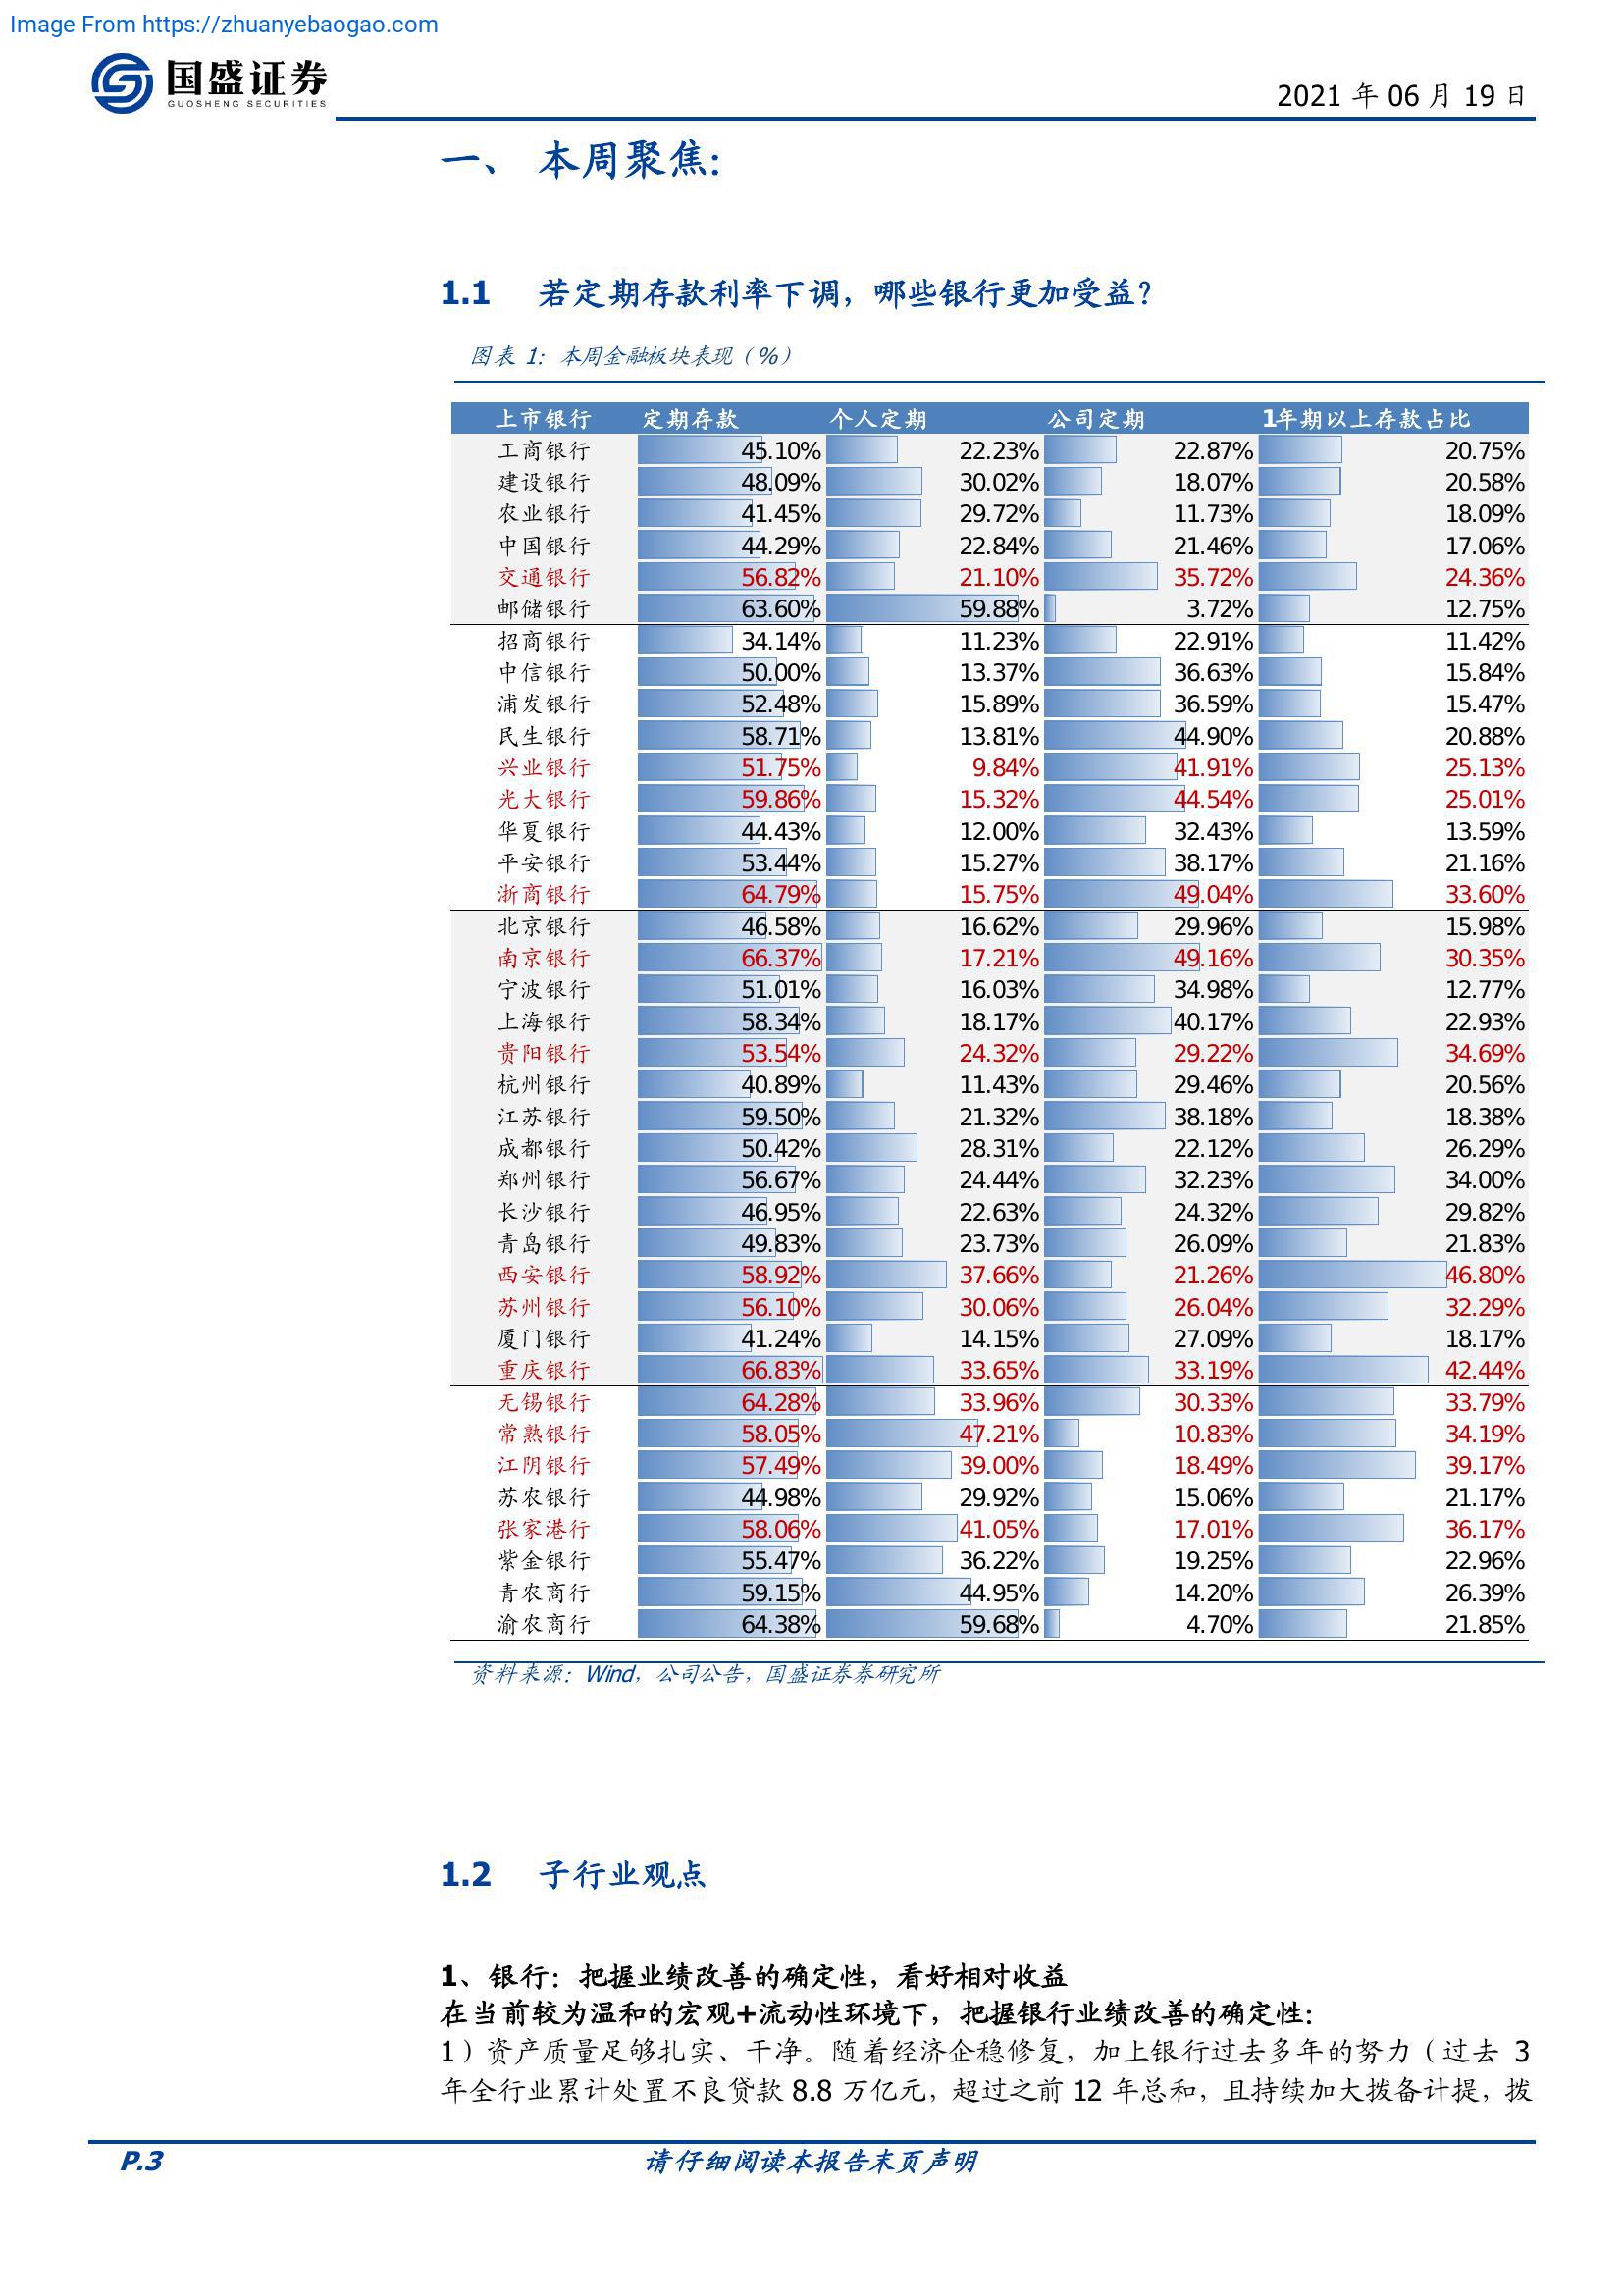 Image From https://zhuanyebaogao.com
国盛证券
GUOSHENG SECURITIES
2021 年 06 月 19 日
一、 本周聚焦：
1.1 若定期存款利率下调，哪些银行更加受益？
图表 1：本周金融板块表现（%）
上市银行 定期存款 个人定期 公司定期 1年期以上存款占比
工商银行 45.10% 22.23% 22.87% 20.75%
建设银行 48.09% 30.02% 18.07% 20.58%
农业银行 41.45% 29.72% 11.73% 18.09%
中国银行 44.29% 22.84% 21.46% 17.06%
交通银行 56.82% 21.10% 35.72% 24.36%
邮储银行 63.60% 59.88% 3.72% 12.75%
招商银行 34.14% 11.23% 22.91% 11.42%
中信银行 50.00% 13.37% 36.63% 15.84%
浦发银行 52.48% 15.89% 36.59% 15.47%
民生银行 58.71% 13.81% 44.90% 20.88%
兴业银行 51.75% 9.84% 41.91% 25.13%
光大银行 59.86% 15.32% 44.54% 25.01%
华夏银行 44.43% 12.00% 32.43% 13.59%
平安银行 53.44% 15.27% 38.17% 21.16%
浙商银行 64.79% 15.75% 49.04% 33.60%
北京银行 46.58% 16.62% 29.96% 15.98%
南京银行 66.37% 17.21% 49.16% 30.35%
宁波银行 51.01% 16.03% 34.98% 12.77%
上海银行 58.34% 18.17% 40.17% 22.93%
贵阳银行 53.54% 24.32% 29.22% 34.69%
杭州银行 40.89% 11.43% 29.46% 20.56%
江苏银行 59.50% 21.32% 38.18% 18.38%
成都银行 50.42% 28.31% 22.12% 26.29%
郑州银行 56.67% 24.44% 32.23% 34.00%
长沙银行 46.95% 22.63% 24.32% 29.82%
青岛银行 49.83% 23.73% 26.09% 21.83%
西安银行 58.92% 37.66% 21.26% 46.80%
苏州银行 56.10% 30.06% 26.04% 32.29%
厦门银行 41.24% 14.15% 27.09% 18.17%
重庆银行 66.83% 33.65% 33.19% 42.44%
无锡银行 64.28% 33.96% 30.33% 33.79%
常熟银行 58.05% 47.21% 10.83% 34.19%
江阴银行 57.49% 39.00% 18.49% 39.17%
苏农银行 44.98% 29.92% 15.06% 21.17%
张家港行 58.06% 41.05% 17.01% 36.17%
紫金银行 55.47% 36.22% 19.25% 22.96%
青农商行 59.15% 44.95% 14.20% 26.39%
渝农商行 64.38% 59.68% 4.70% 21.85%
资料来源：Wind，公司公告，国盛证券券研究所
1.2 子行业观点
1、银行：把握业绩改善的确定性，看好相对收益
在当前较为温和的宏观+流动性环境下，把握银行业绩改善的确定性：
1）资产质量足够扎实、干净。随着经济企稳修复，加上银行过去多年的努力（过去 3
年全行业累计处置不良贷款 8.8 万亿元，超过之前 12 年总和，且持续加大拨备计提，拨
P.3 请仔细阅读本报告末页声明